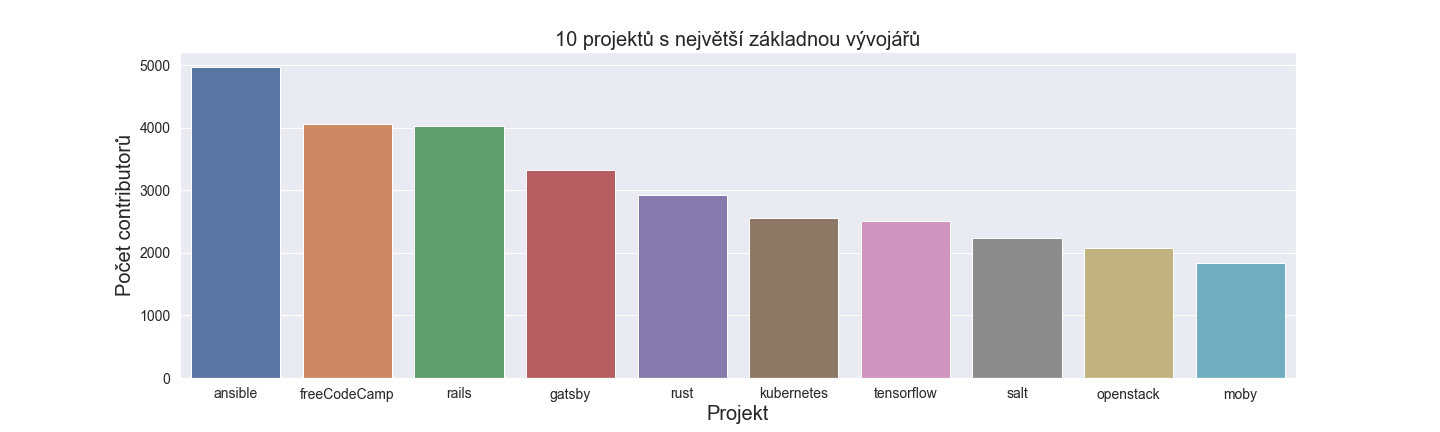 10 projektů s největší základnou vývojářů
Počet contributorů
5000
4000
3000
2000
1000
0
ansible
freeCodeCamp
rails
gatsby
rust
kubernetes
tensorflow
salt
openstack
moby
Projekt